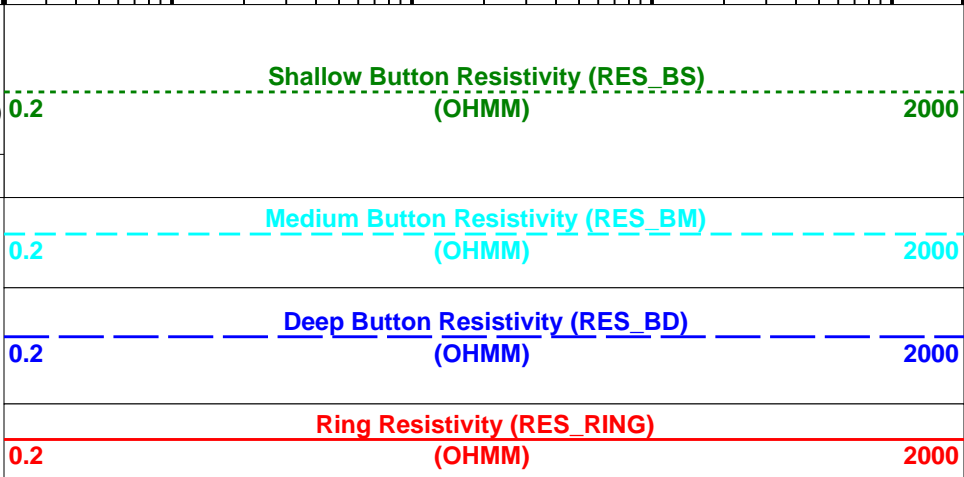 Shallow Button Resistivity (RES_BS)
0.2 (OHMM) 2000
Medium Button Resistivity (RES_BM)
0.2 (OHMM) 2000
Deep Button Resistivity (RES_BD)
0.2 (OHMM) 2000
Ring Resistivity (RES_RING)
0.2 (OHMM) 2000